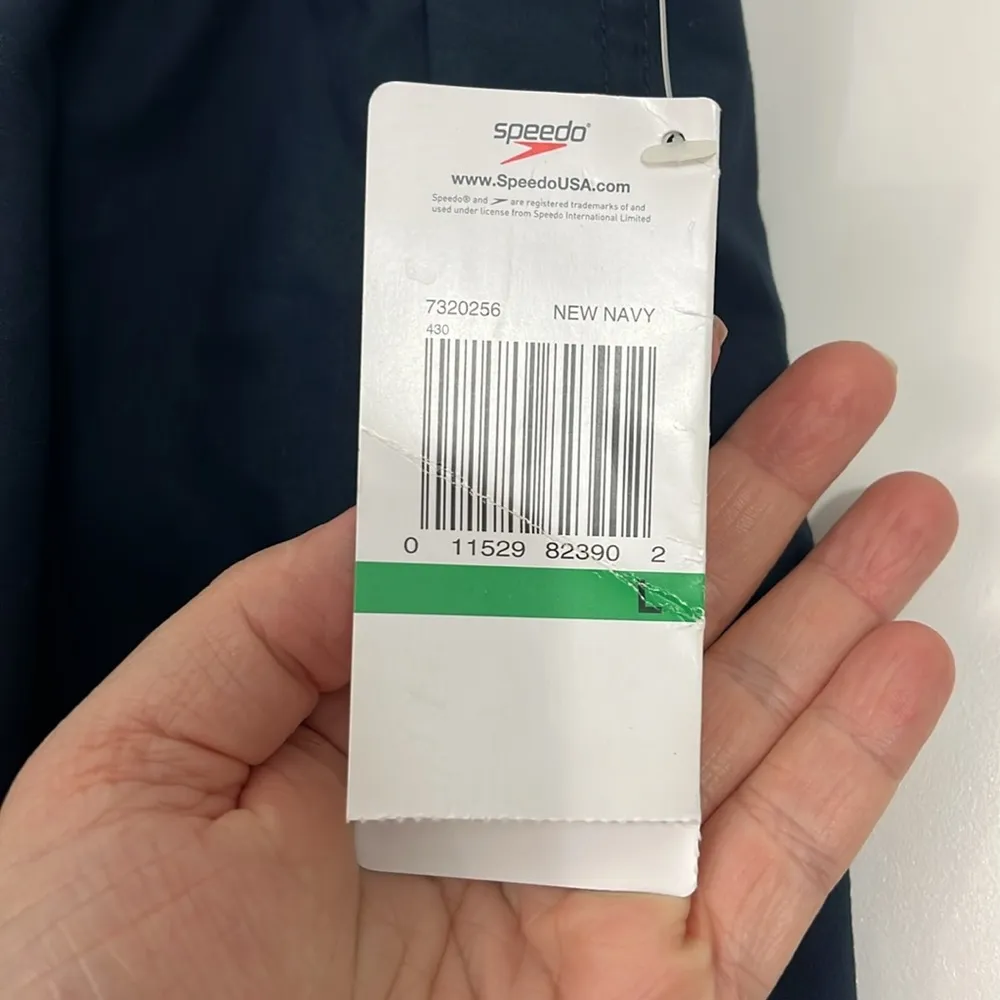 speedo®
www.SpeedoUSA.com
Speedo® and are registered trademarks of and
used under license from Speedo International Limited
7320256 NEW NAVY
430
0 11529 82390 2
L